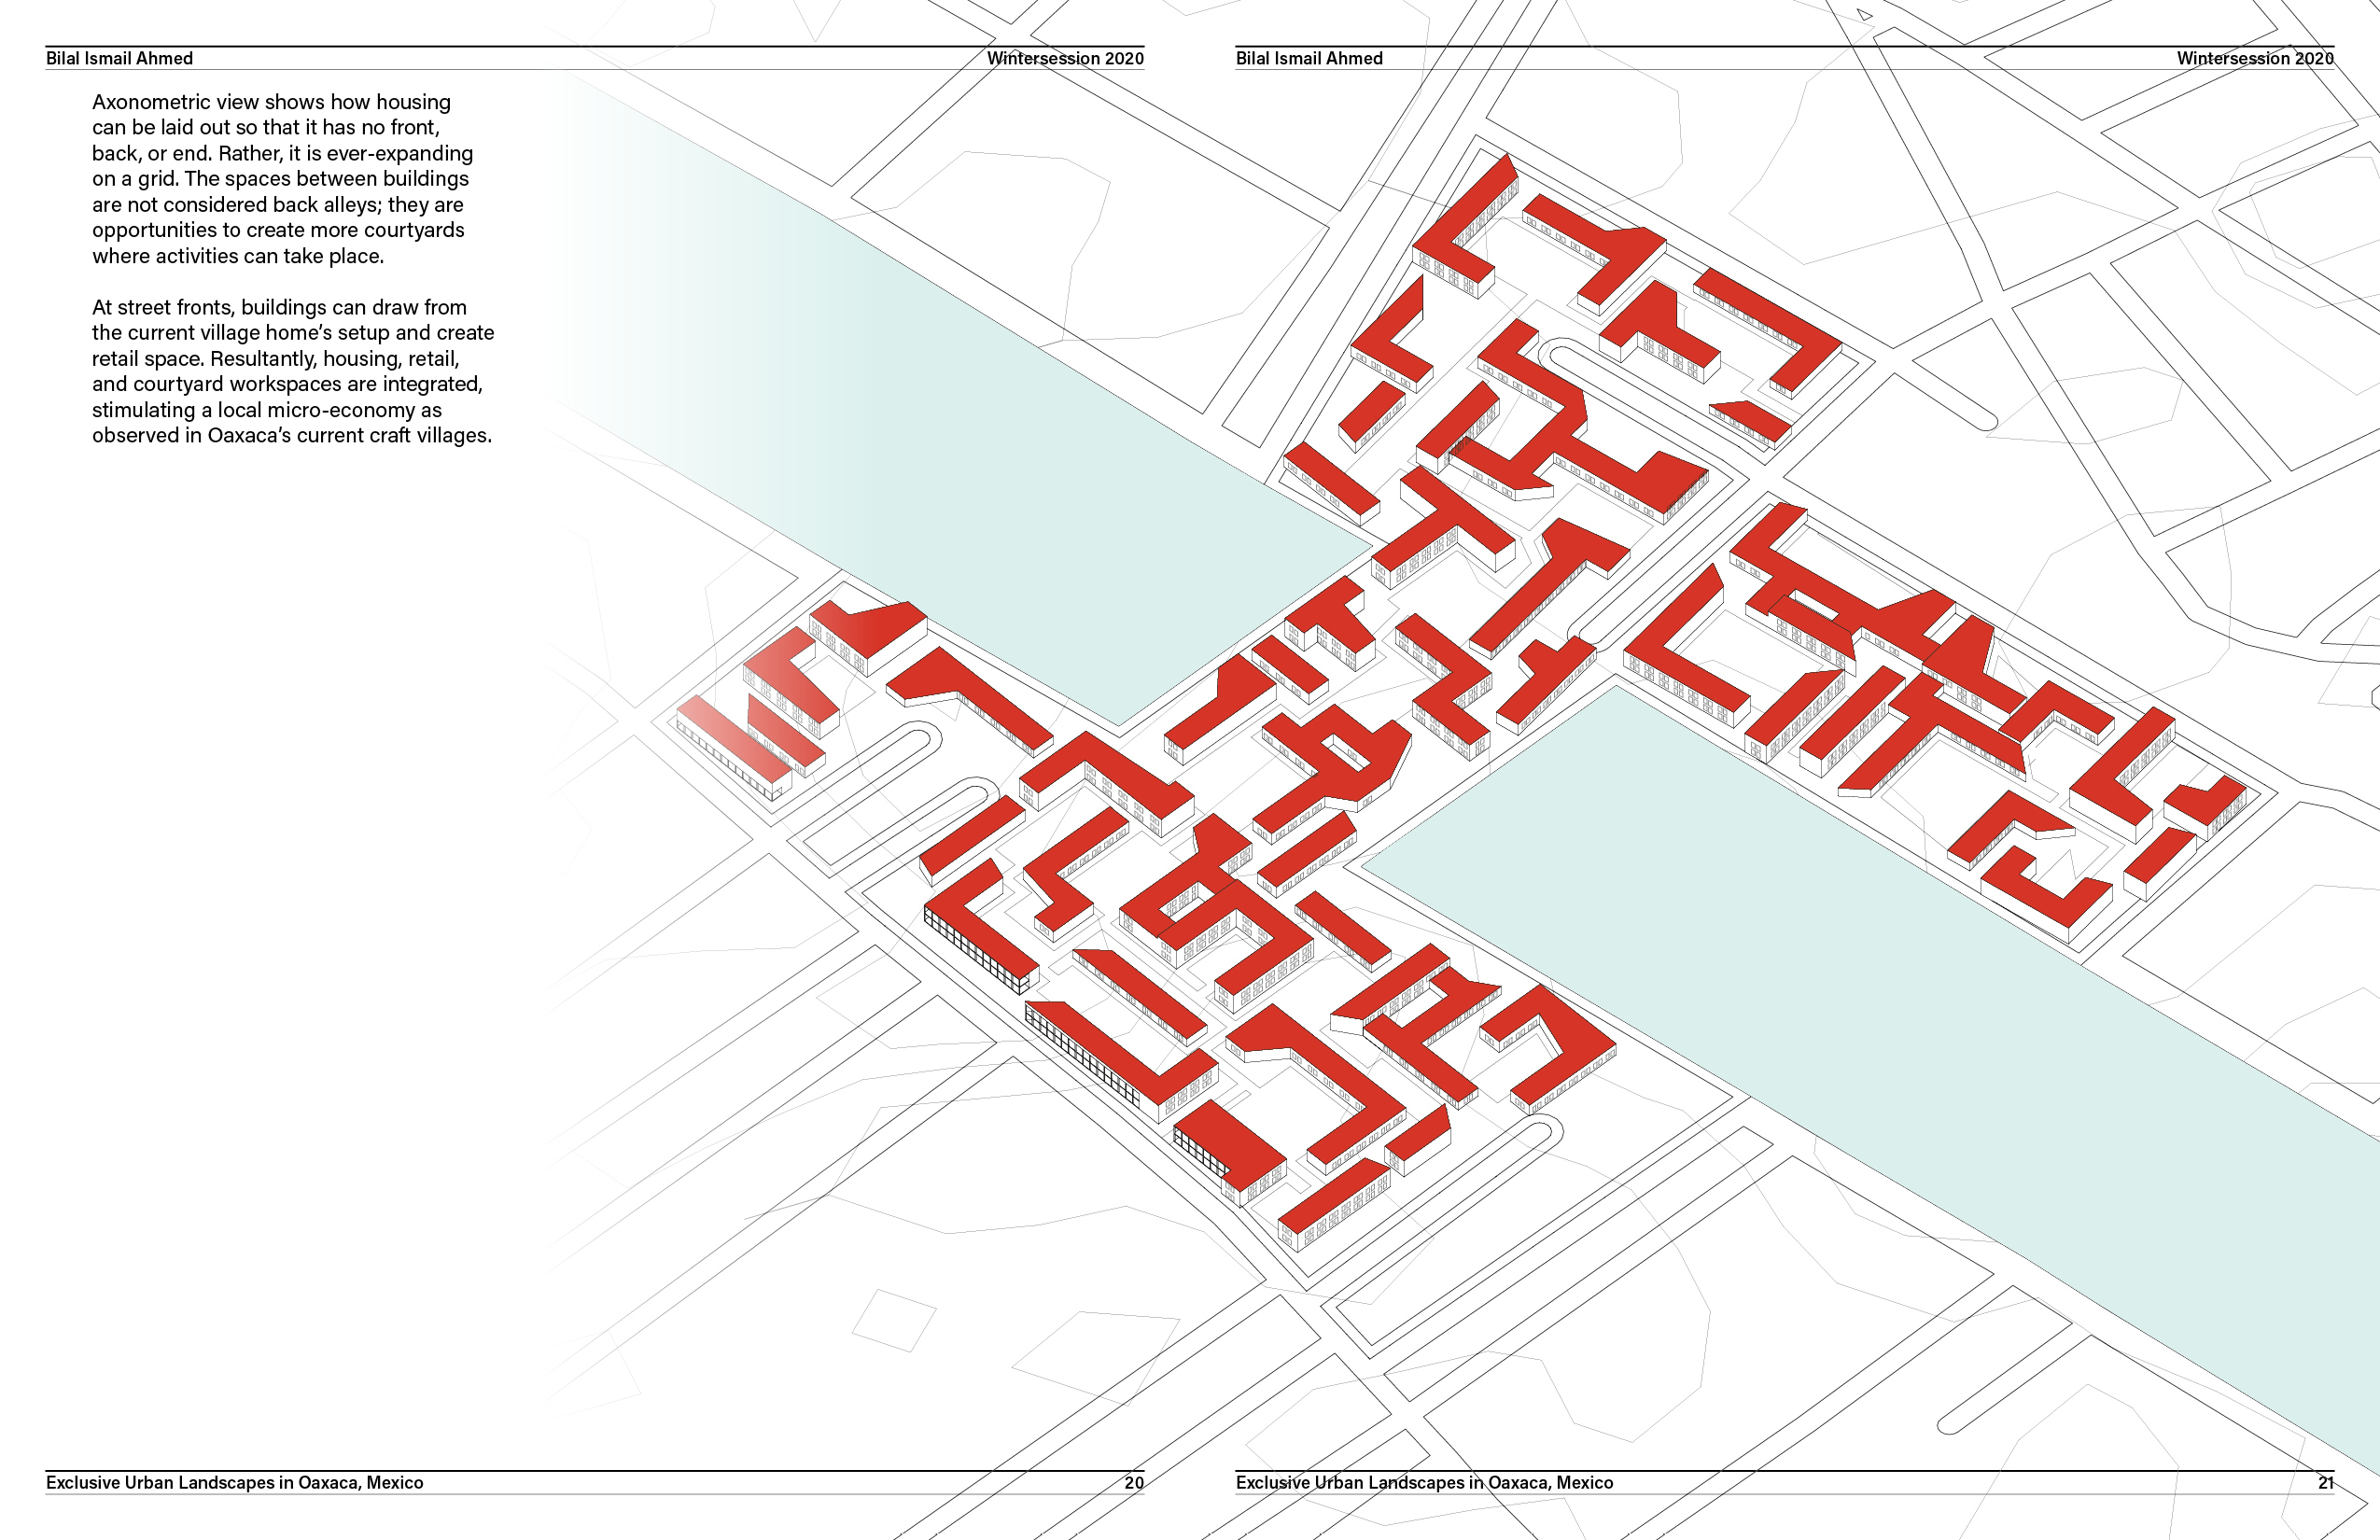 Bilal Ismail Ahmed
Wintersession 2020
Axonometric view shows how housing
can be laid out so that it has no front,
back, or end. Rather, it is ever-expanding
on a grid. The spaces between buildings
are not considered back alleys; they are
opportunities to create more courtyards
where activities can take place.
At street fronts, buildings can draw from
the current village home’s setup and create
retail space. Resultantly, housing, retail,
and courtyard workspaces are integrated,
stimulating a local micro-economy as
observed in Oaxaca’s current craft villages.
Exclusive Urban Landscapes in Oaxaca, Mexico
20
Bilal Ismail Ahmed
Wintersession 2020
Exclusive Urban Landscapes in Oaxaca, Mexico
21